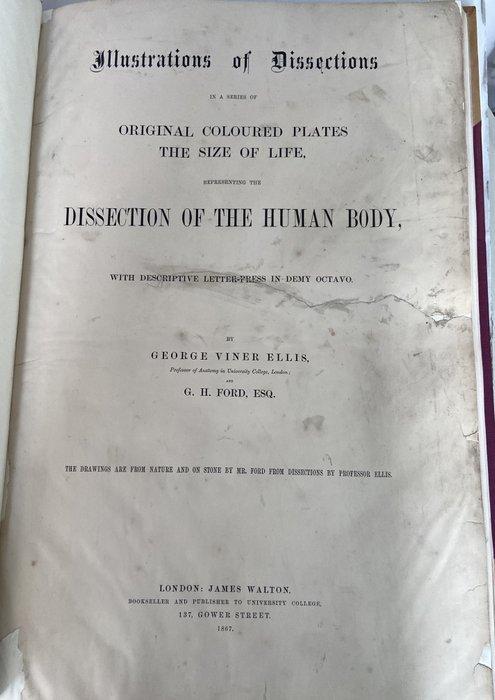 Illustrations of Dissections
IN A SERIES OF
ORIGINAL COLOURED PLATES
THE SIZE OF LIFE,
REPRESENTING THE
DISSECTION OF THE HUMAN BODY,
WITH DESCRIPTIVE LETTER-PRESS IN DEMY OCTAVO.
BY
GEORGE VINER ELLIS,
Professor of Anatomy in University College, London;
AND
G. H. FORD, ESQ.
THE DRAWINGS ARE FROM NATURE AND ON STONE BY MR. FORD FROM DISSECTIONS BY PROFESSOR ELLIS.
LONDON: JAMES WALTON,
BOOKSELLER AND PUBLISHER TO UNIVERSITY COLLEGE,
137, GOWER STREET.
1867.